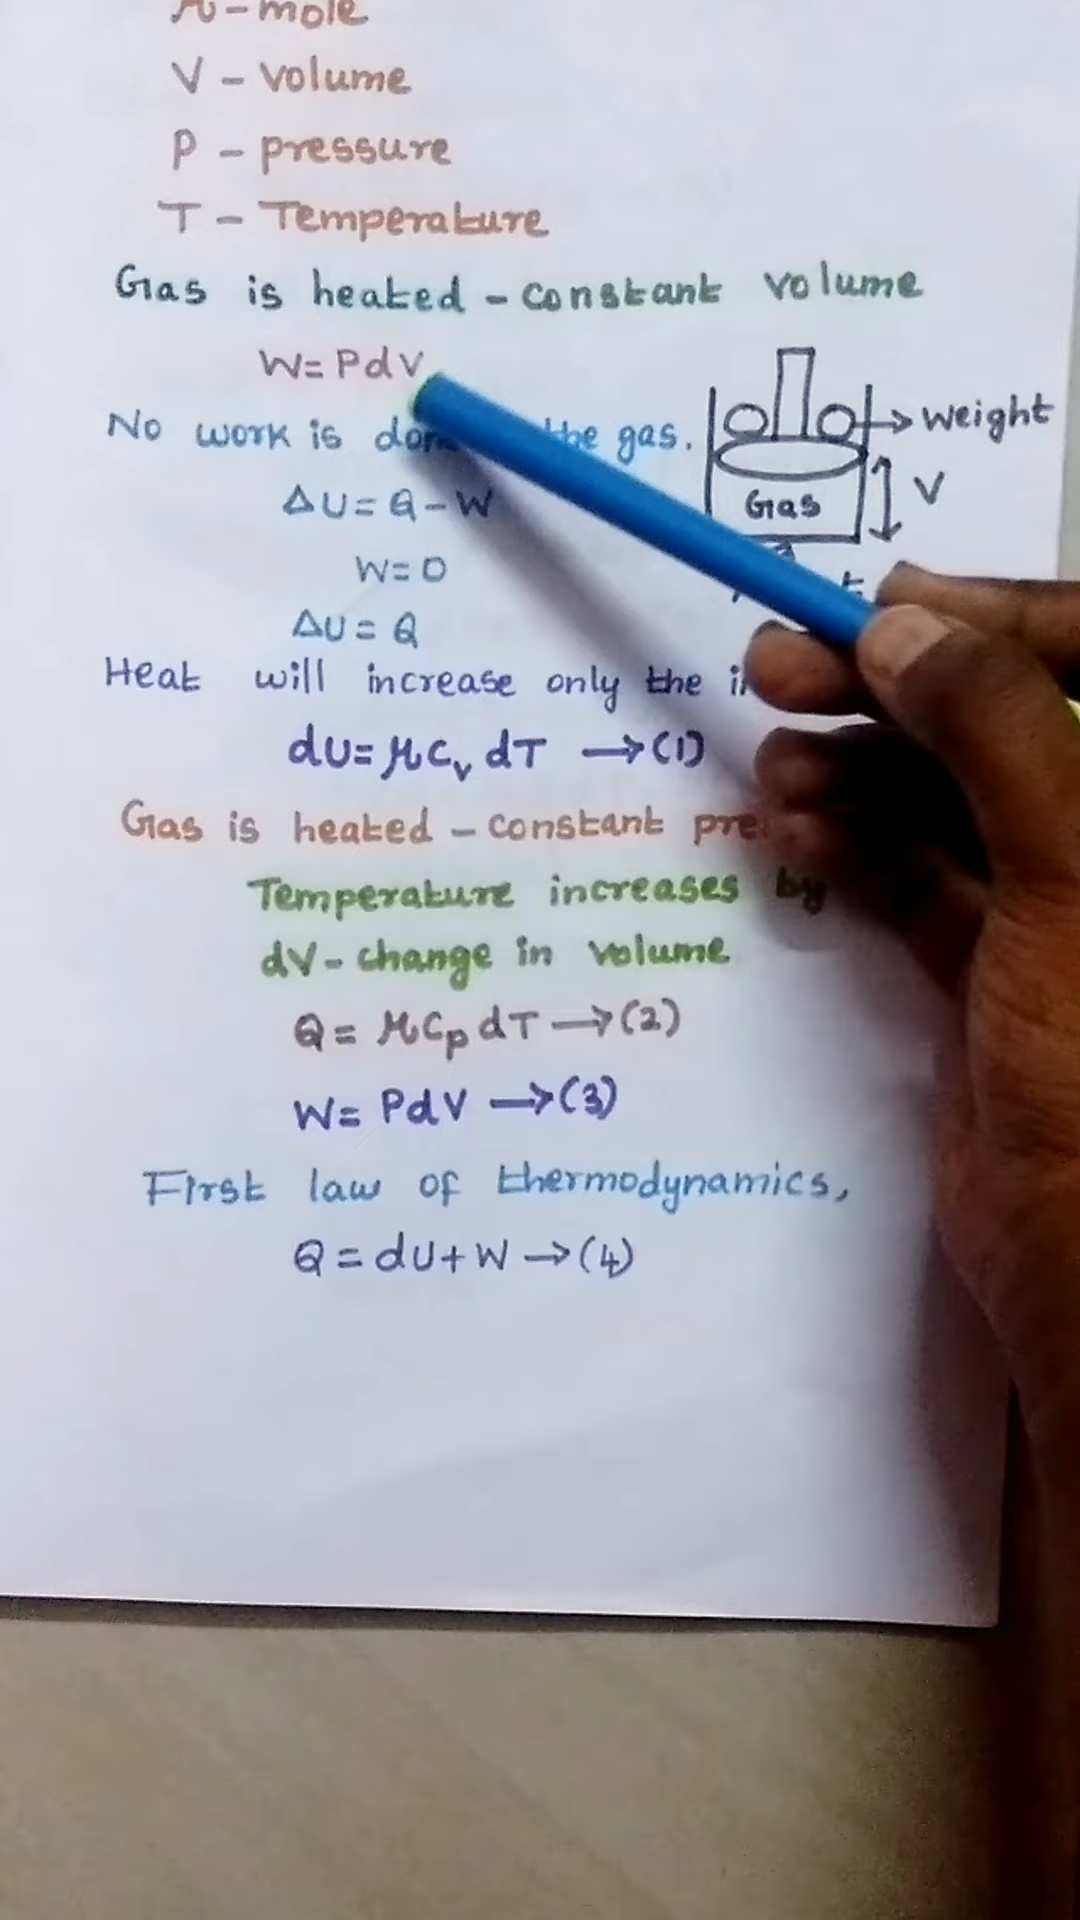 μ - mole
V - volume
P - pressure
T - Temperature
Gas is heated - constant volume
W = PdV
No work is the gas.
Weight
Gas
V
ΔU = Q - W
W = 0
ΔU = Q
Heat will increase only the
dU = μCv dT → (1)
Gas is heated - constant
Temperature increases by
dV - change in volume
Q = μCp dT → (2)
W = PdV → (3)
First law of thermodynamics,
Q = dU + W → (4)